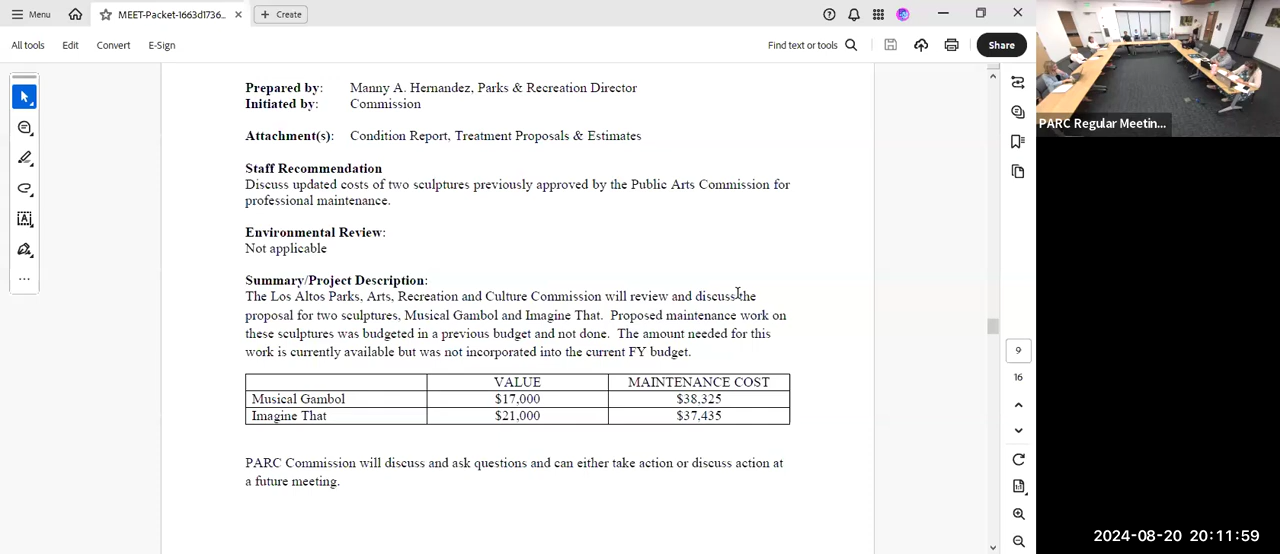 Menu
MEET-Packet-1663d1736...
Create
All tools
Edit
Convert
E-Sign
Find text or tools
Share
Prepared by: Manny A. Hernandez, Parks & Recreation Director
Initiated by: Commission
Attachment(s): Condition Report, Treatment Proposals & Estimates
Staff Recommendation
Discuss updated costs of two sculptures previously approved by the Public Arts Commission for
professional maintenance.
Environmental Review:
Not applicable
Summary/Project Description:
The Los Altos Parks, Arts, Recreation and Culture Commission will review and discuss the
proposal for two sculptures, Musical Gambol and Imagine That. Proposed maintenance work on
these sculptures was budgeted in a previous budget and not done. The amount needed for this
work is currently available but was not incorporated into the current FY budget.
VALUE MAINTENANCE COST
Musical Gambol $17,000 $38,325
Imagine That $21,000 $37,435
PARC Commission will discuss and ask questions and can either take action or discuss action at
a future meeting.
9
16
PARC Regular Meetin...
2024-08-20 20:11:59